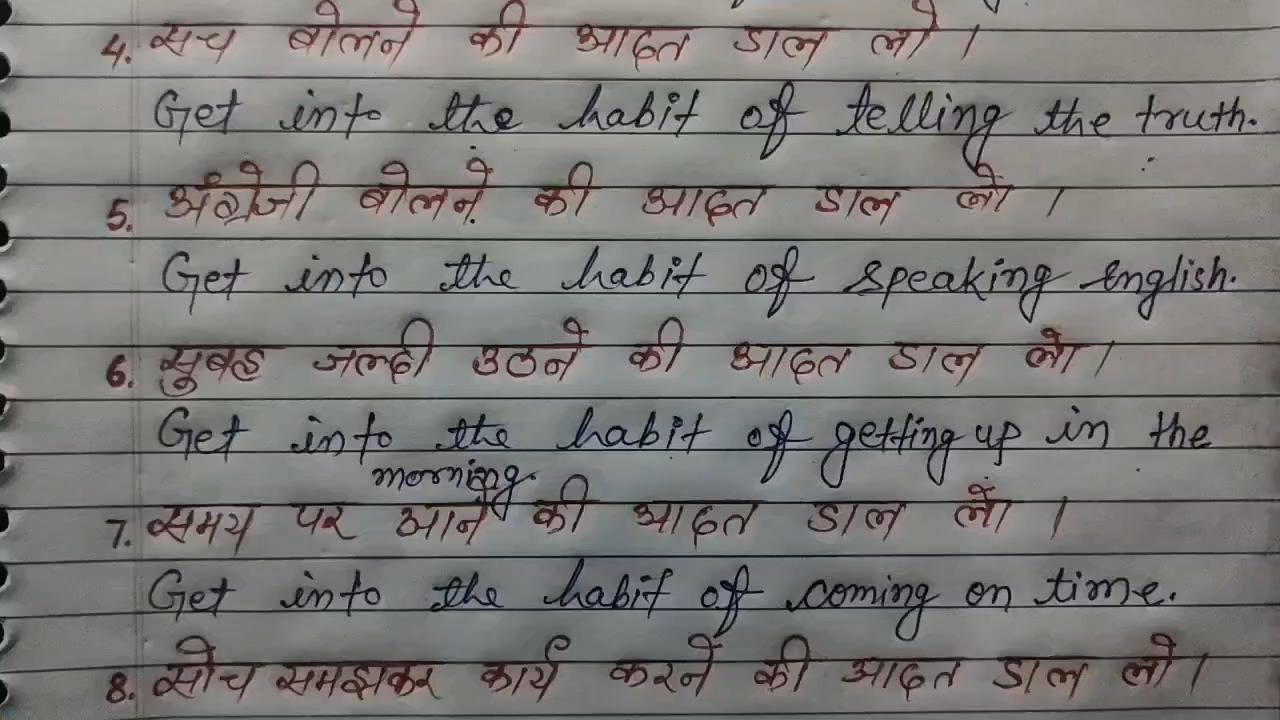 4. सच बोलने की आदत डाल लो ।
Get into the habit of telling the truth.
5. अंग्रेजी बोलने की आदत डाल लो ।
Get into the habit of speaking English.
6. सुबह जल्दी उठने की आदत डाल लो ।
Get into the habit of getting up in the
morning.
7. समय पर आने की आदत डाल लो ।
Get into the habit of coming on time.
8. सोच समझकर कार्य करने की आदत डाल लो ।